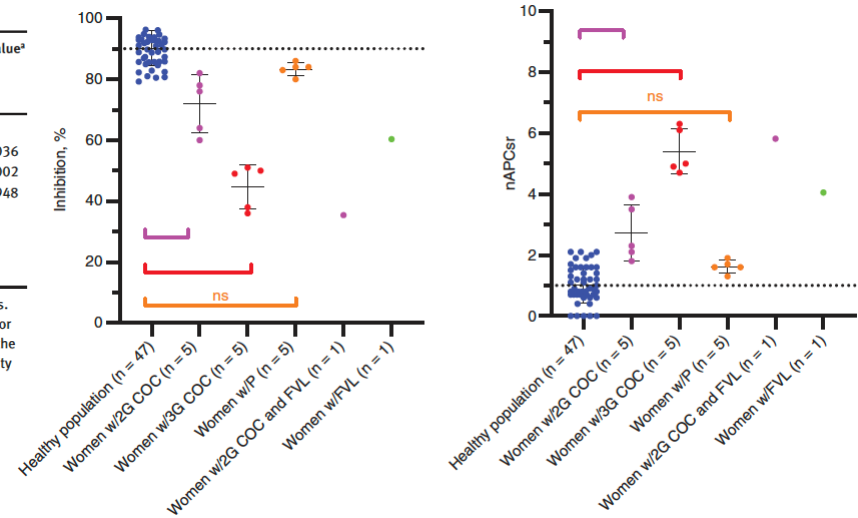 alueª
036
002
948
s.
or
he
ty
Inhibition, %
100
80
60
40
20
0
ns
Healthy population (n = 47)
Women w/2G COC (n = 5)
Women w/3G COC (n = 5)
Women w/P (n = 5)
Women w/2G COC and FVL (n = 1)
Women w/FVL (n = 1)
nAPCsr
10
8
6
4
2
0
ns
Healthy population (n = 47)
Women w/2G COC (n = 5)
Women w/3G COC (n = 5)
Women w/P (n = 5)
Women w/2G COC and FVL (n = 1)
Women w/FVL (n = 1)